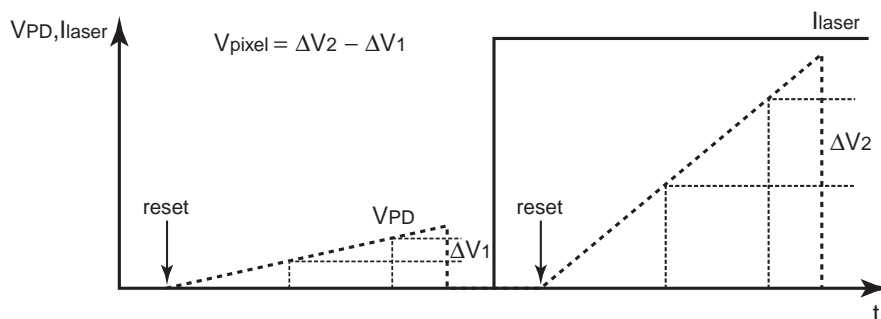 VPD,Ilaser
Vpixel = ΔV2 − ΔV1
Ilaser
ΔV2
reset
VPD
reset
ΔV1
t